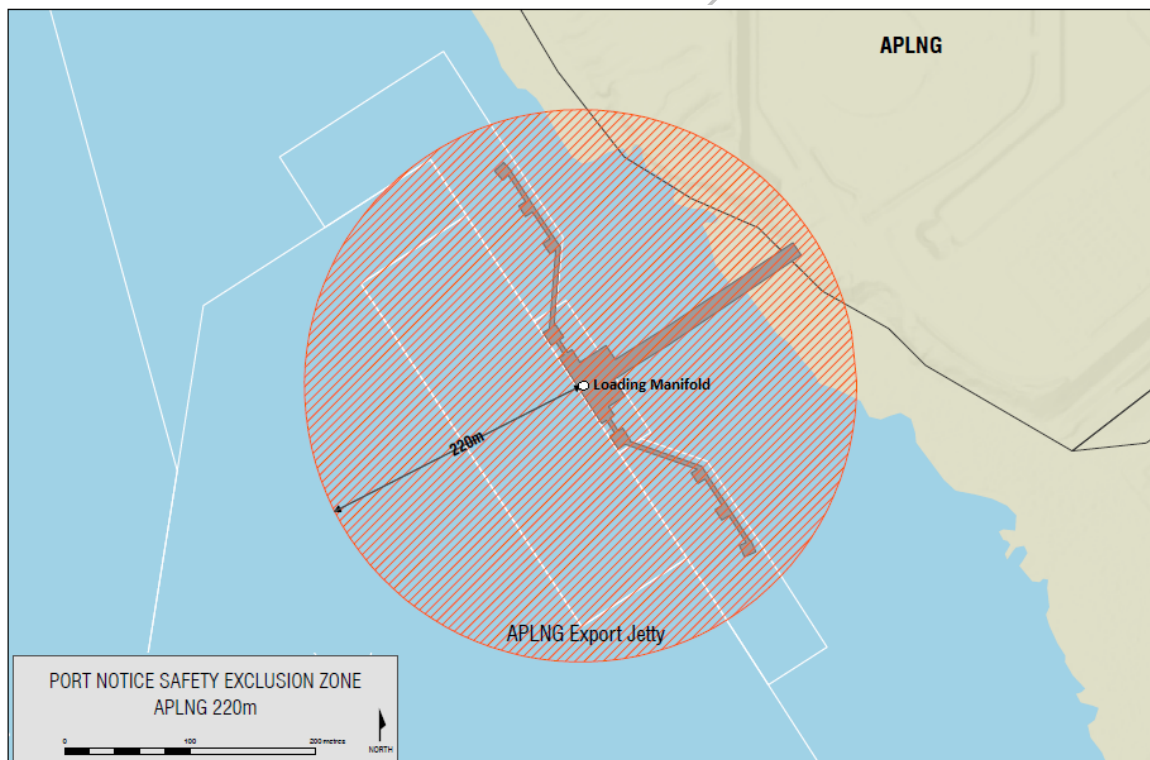 APLNG
Loading Manifold
220m
APLNG Export Jetty
PORT NOTICE SAFETY EXCLUSION ZONE
APLNG 220m
0 100 200 metres
NORTH